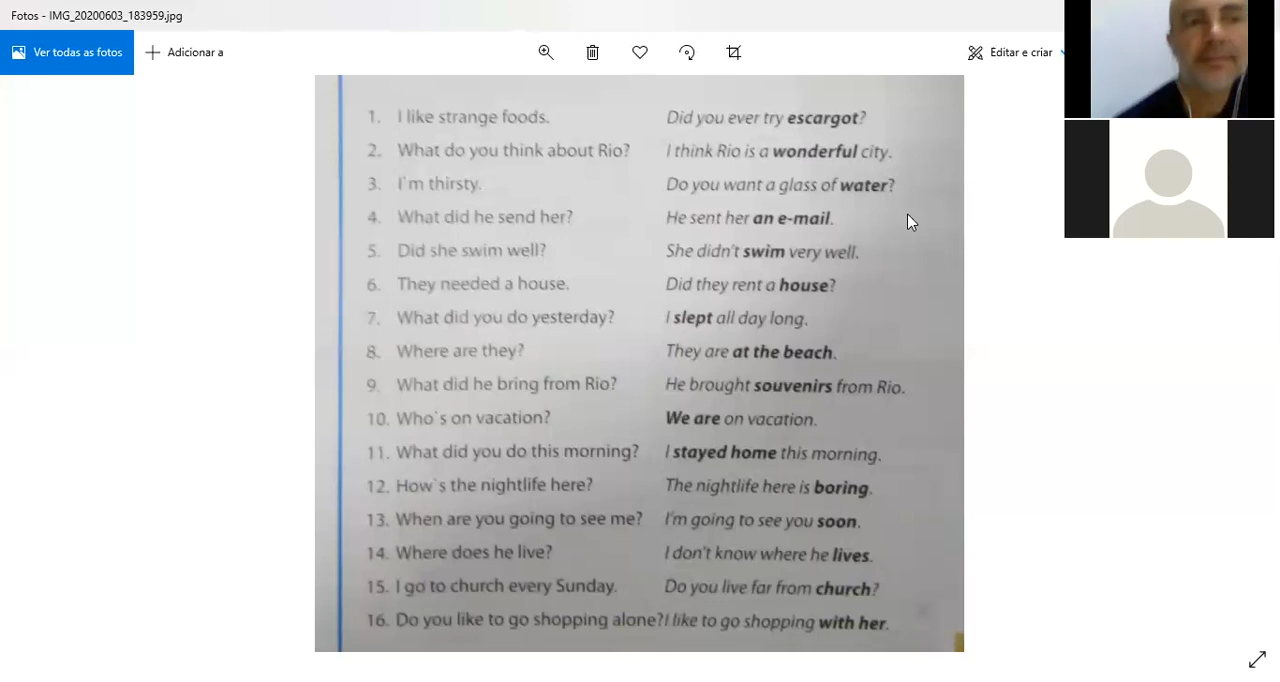 Fotos - IMG_20200603_183959.jpg
Ver todas as fotos Adicionar a Editar e criar
1. I like strange foods. Did you ever try escargot?
2. What do you think about Rio? I think Rio is a wonderful city.
3. I`m thirsty. Do you want a glass of water?
4. What did he send her? He sent her an e-mail.
5. Did she swim well? She didn't swim very well.
6. They needed a house. Did they rent a house?
7. What did you do yesterday? I slept all day long.
8. Where are they? They are at the beach.
9. What did he bring from Rio? He brought souvenirs from Rio.
10. Who`s on vacation? We are on vacation.
11. What did you do this morning? I stayed home this morning.
12. How`s the nightlife here? The nightlife here is boring.
13. When are you going to see me? I'm going to see you soon.
14. Where does he live? I don't know where he lives.
15. I go to church every Sunday. Do you live far from church?
16. Do you like to go shopping alone? I like to go shopping with her.